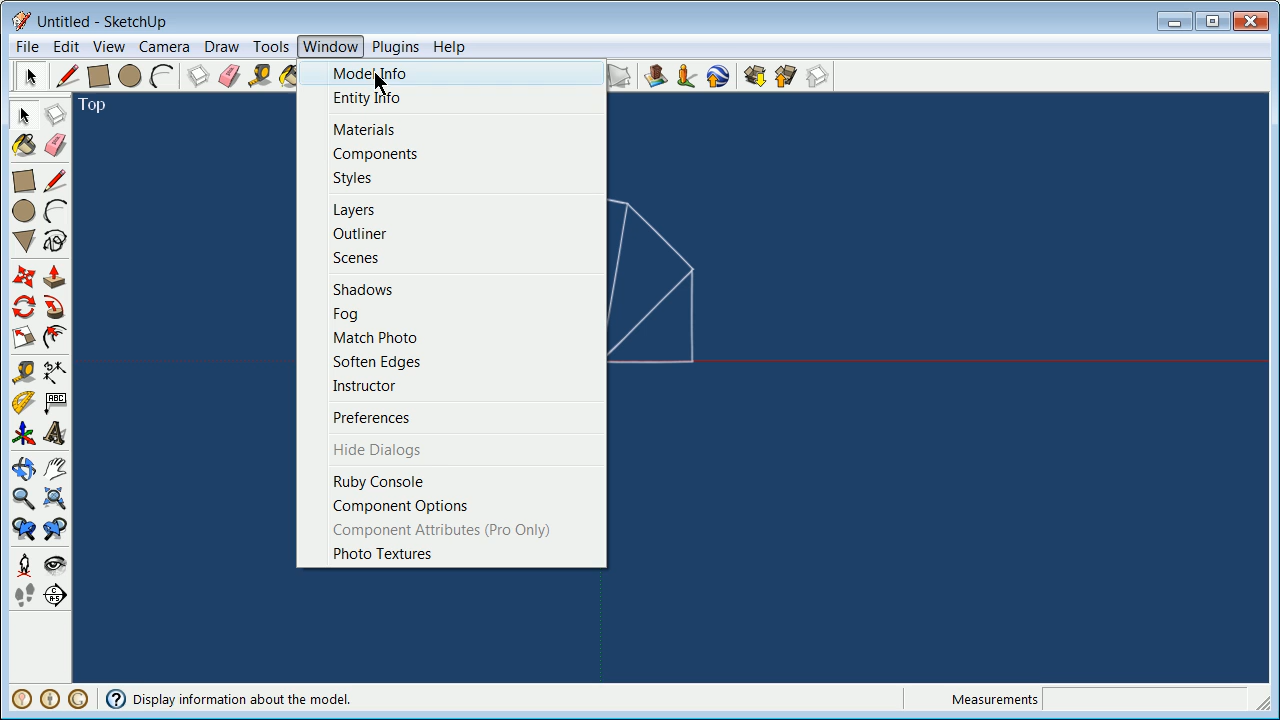 Untitled - SketchUp
File Edit View Camera Draw Tools Window Plugins Help
Top
Model Info
Entity Info
Materials
Components
Styles
Layers
Outliner
Scenes
Shadows
Fog
Match Photo
Soften Edges
Instructor
Preferences
Hide Dialogs
Ruby Console
Component Options
Component Attributes (Pro Only)
Photo Textures
ABC
Display information about the model.
Measurements